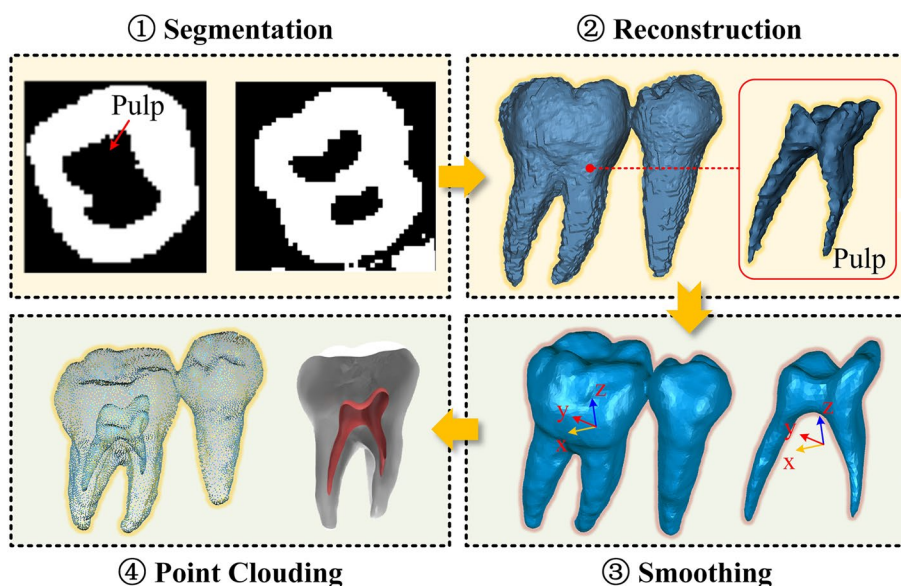 ① Segmentation
② Reconstruction
Pulp
Pulp
z
y
x
z
y
x
④ Point Clouding
③ Smoothing